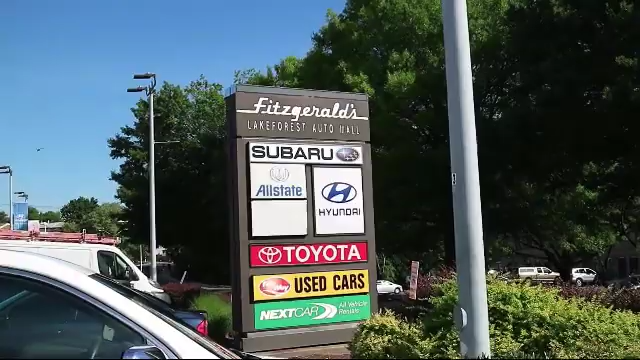 Fitzgerald's
LAKEFOREST AUTO MALL
SUBARU
Allstate
HYUNDAI
TOYOTA
USED CARS
NEXTCAR
All Vehicle
Rentals